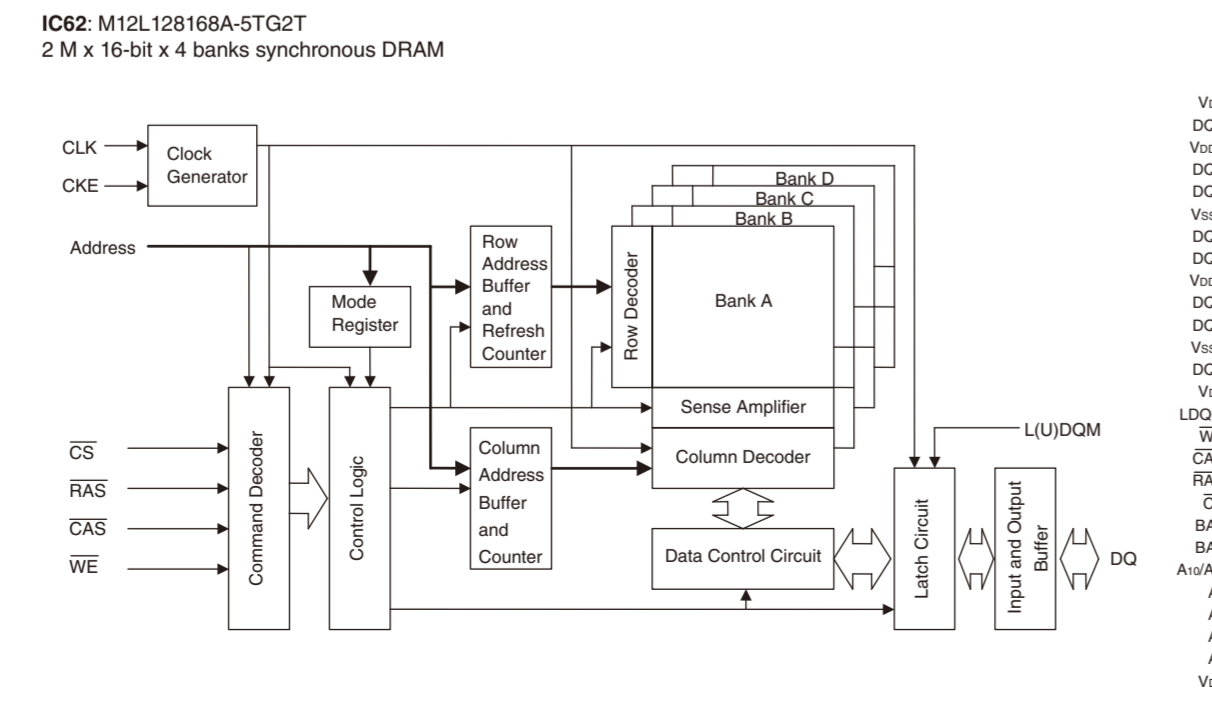 IC62: M12L128168A-5TG2T
2 M x 16-bit x 4 banks synchronous DRAM
CLK
CKE
Clock
Generator
Address
Mode
Register
Row
Address
Buffer
and
Refresh
Counter
Bank D
Bank C
Bank B
Bank A
Row Decoder
Sense Amplifier
Column Decoder
Column
Address
Buffer
and
Counter
CS
RAS
CAS
WE
Command Decoder
Control Logic
Data Control Circuit
L(U)DQM
Latch Circuit
Input and Output
Buffer
DQ